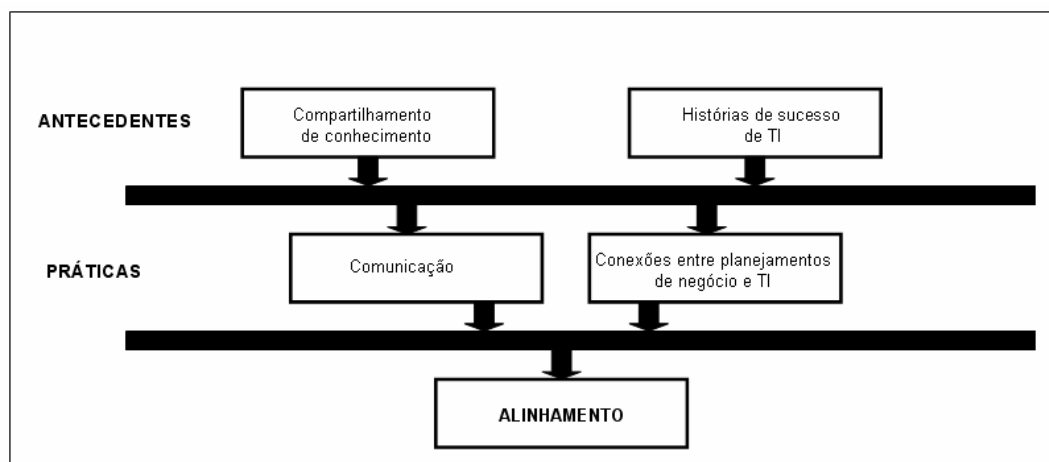 ANTECEDENTES
Compartilhamento
de conhecimento
Histórias de sucesso
de TI
PRÁTICAS
Comunicação
Conexões entre planejamentos
de negócio e TI
ALINHAMENTO